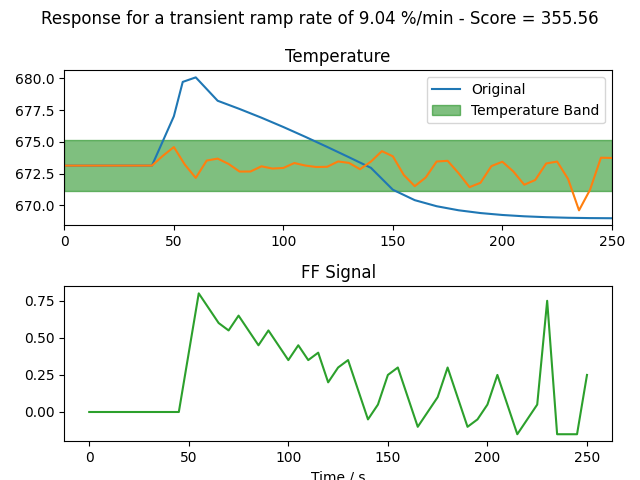 Response for a transient ramp rate of 9.04 %/min - Score = 355.56
Temperature
680.0
677.5
675.0
672.5
670.0
Original
Temperature Band
0 50 100 150 200 250
FF Signal
0.75
0.50
0.25
0.00
0 50 100 150 200 250
Time / s